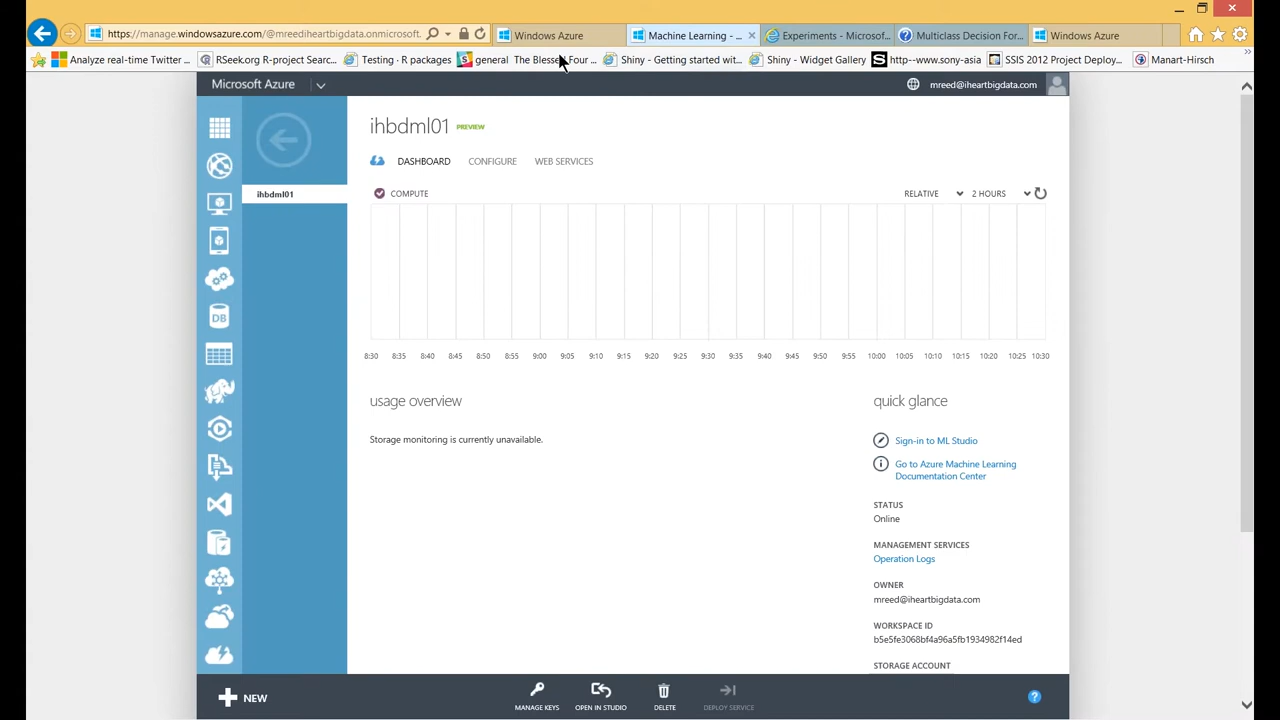 https://manage.windowsazure.com/@mreediheartbigdata.onmicrosoft.
Windows Azure
Machine Learning - ...
Experiments - Microsof...
Multiclass Decision For...
Windows Azure
Analyze real-time Twitter ...
RSeek.org R-project Searc...
Testing · R packages
general
The Blesse Four ...
Shiny - Getting started wit...
Shiny - Widget Gallery
http--www.sony-asia
SSIS 2012 Project Deploy...
Manart-Hirsch
Microsoft Azure
mreed@iheartbigdata.com
ihbdml01 PREVIEW
DASHBOARD CONFIGURE WEB SERVICES
ihbdml01
COMPUTE
RELATIVE 2 HOURS
8:30 8:35 8:40 8:45 8:50 8:55 9:00 9:05 9:10 9:15 9:20 9:25 9:30 9:35 9:40 9:45 9:50 9:55 10:00 10:05 10:10 10:15 10:20 10:25 10:30
usage overview
Storage monitoring is currently unavailable.
quick glance
Sign-in to ML Studio
Go to Azure Machine Learning
Documentation Center
STATUS
Online
MANAGEMENT SERVICES
Operation Logs
OWNER
mreed@iheartbigdata.com
WORKSPACE ID
b5e5fe3068bf4a96a5fb1934982f14ed
STORAGE ACCOUNT
DB
NEW
MANAGE KEYS
OPEN IN STUDIO
DELETE
DEPLOY SERVICE